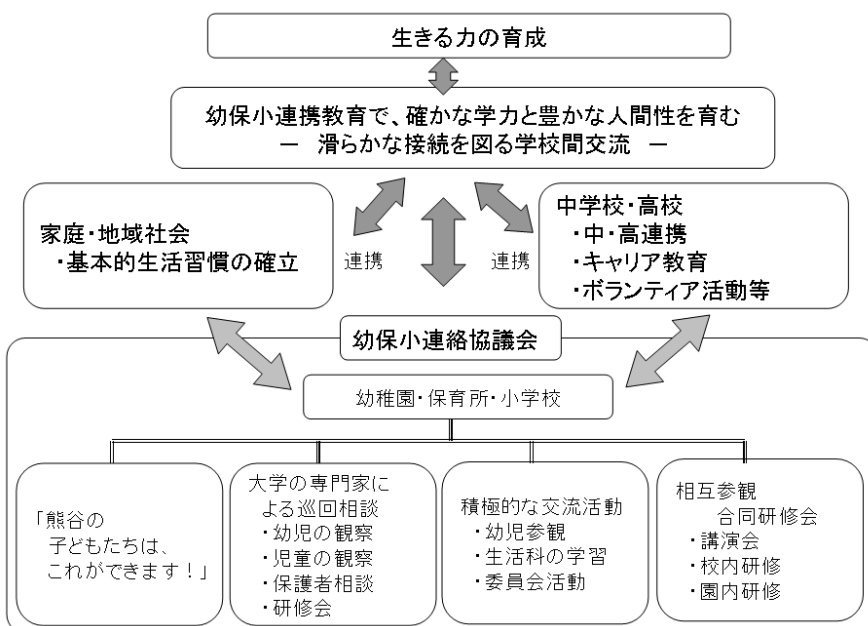 生きる力の育成
幼保小連携教育で、確かな学力と豊かな人間性を育む
－ 滑らかな接続を図る学校間交流 －
家庭・地域社会
・基本的生活習慣の確立
連携
連携
中学校・高校
・中・高連携
・キャリア教育
・ボランティア活動等
幼保小連絡協議会
幼稚園・保育所・小学校
「熊谷の
子どもたちは、
これができます！」
大学の専門家に
よる巡回相談
・幼児の観察
・児童の観察
・保護者相談
・研修会
積極的な交流活動
・幼児参観
・生活科の学習
・委員会活動
相互参観
合同研修会
・講演会
・校内研修
・園内研修